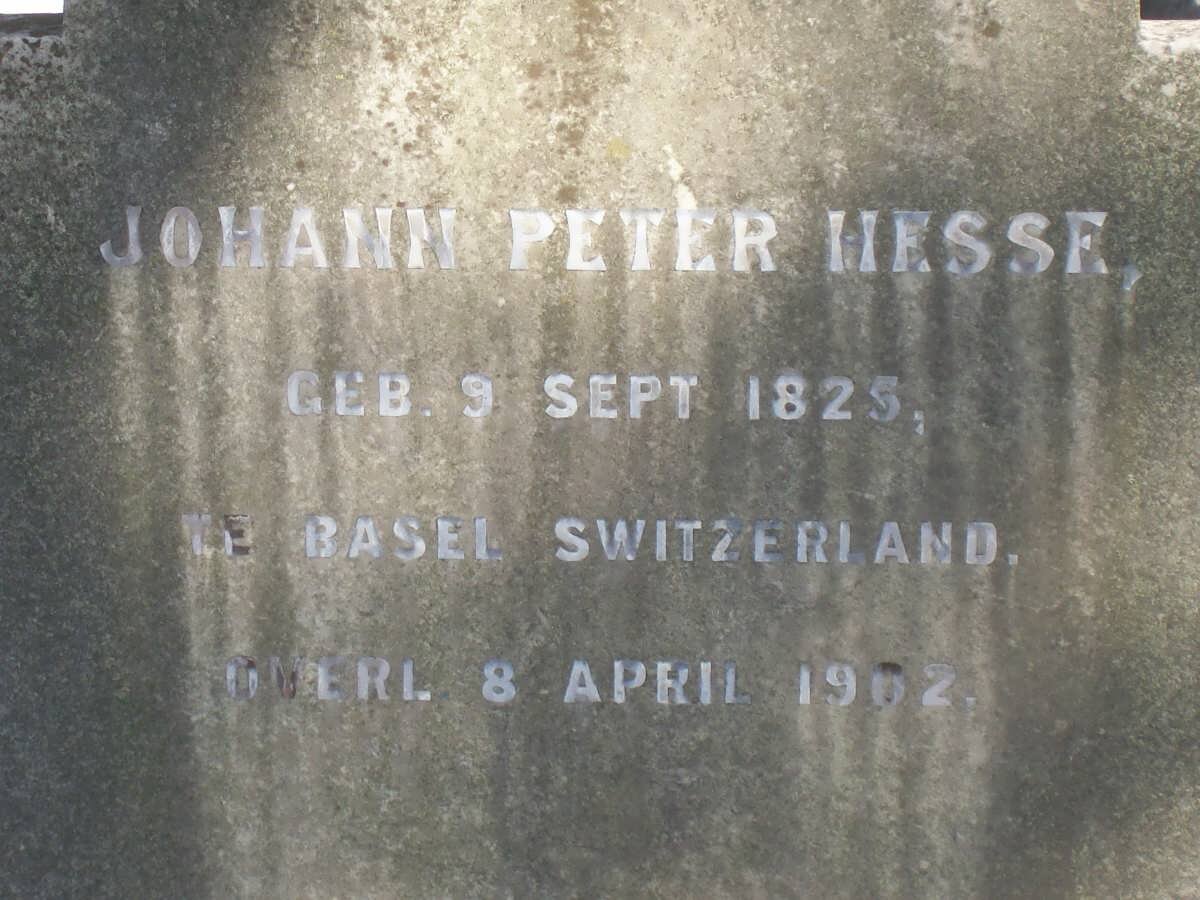 JOHANN PETER HESSE,
GEB. 9 SEPT 1825,
TE BASEL SWITZERLAND.
OVERL 8 APRIL 1902.